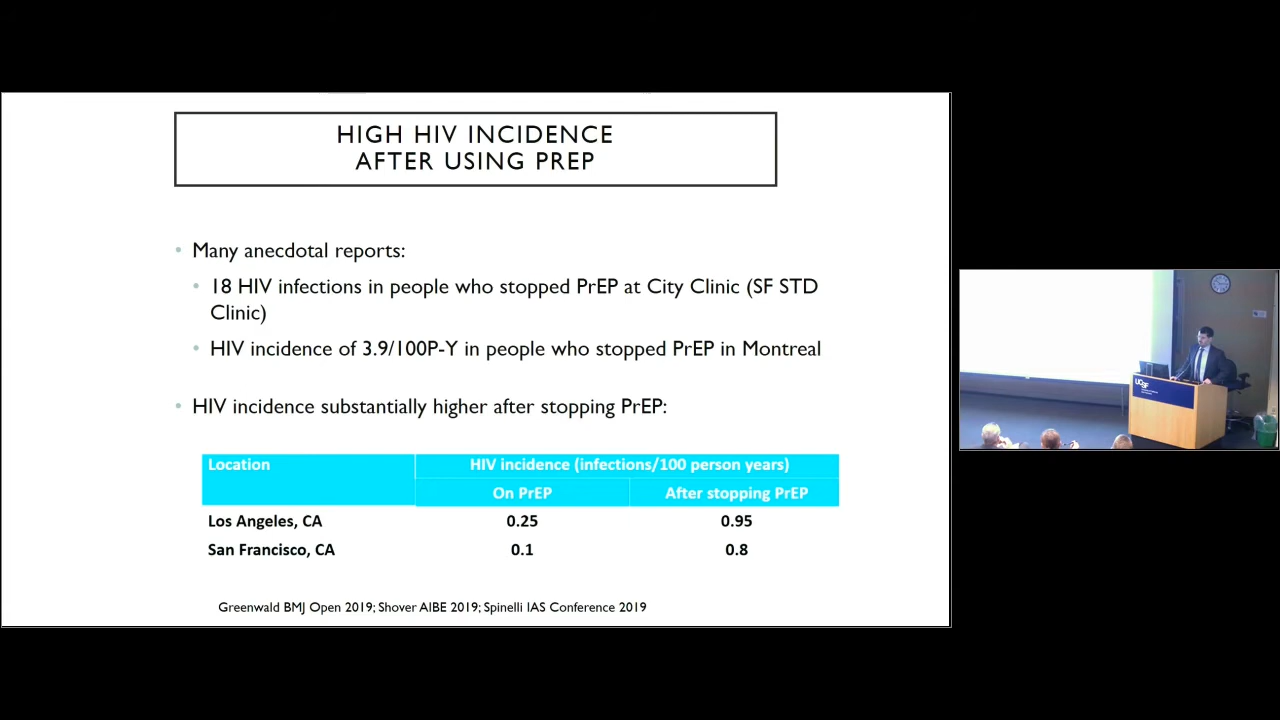 HIGH HIV INCIDENCE
AFTER USING PREP
• Many anecdotal reports:
• 18 HIV infections in people who stopped PrEP at City Clinic (SF STD
Clinic)
• HIV incidence of 3.9/100P-Y in people who stopped PrEP in Montreal
• HIV incidence substantially higher after stopping PrEP:
Location HIV incidence (infections/100 person years)
On PrEP After stopping PrEP
Los Angeles, CA 0.25 0.95
San Francisco, CA 0.1 0.8
Greenwald BMJ Open 2019; Shover AIBE 2019; Spinelli IAS Conference 2019
UCSF